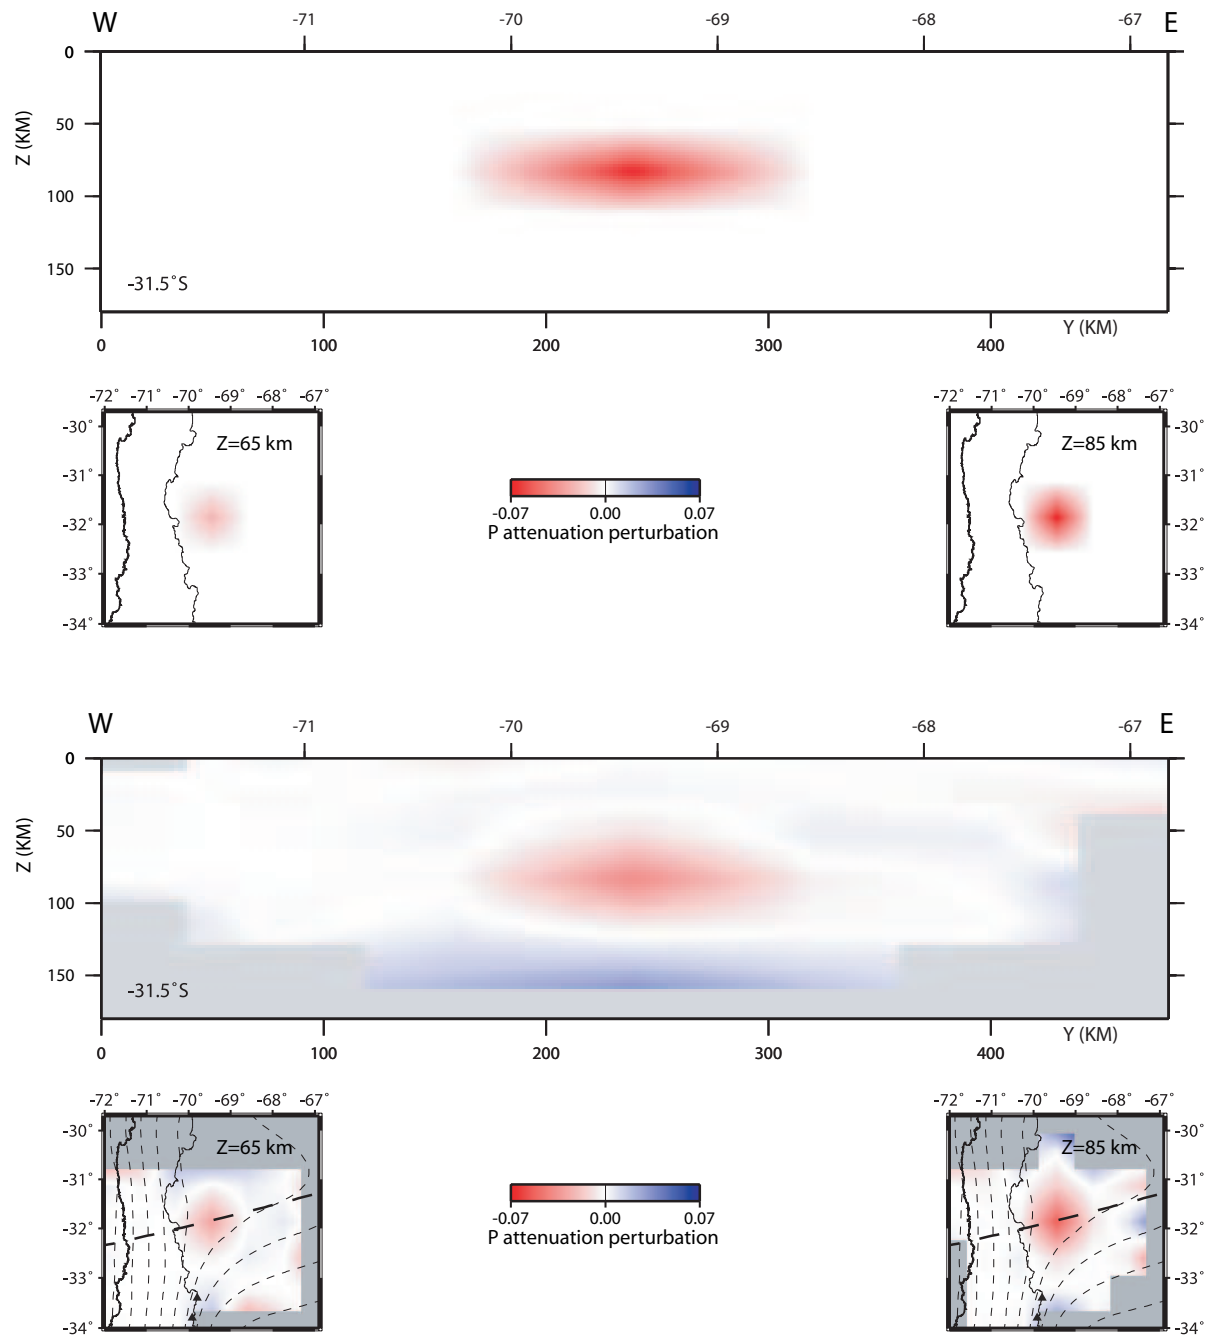 W -71 -70 -69 -68 -67 E
0
50
100
150
Z (KM)
-31.5˚S
Y (KM)
0 100 200 300 400
-72˚ -71˚ -70˚ -69˚ -68˚ -67˚
-30˚
-31˚
-32˚
-33˚
-34˚
Z=65 km
-0.07 0.00 0.07
P attenuation perturbation
-72˚ -71˚ -70˚ -69˚ -68˚ -67˚
Z=85 km
-30˚
-31˚
-32˚
-33˚
-34˚
W -71 -70 -69 -68 -67 E
0
50
100
150
Z (KM)
-31.5˚S
Y (KM)
0 100 200 300 400
-72˚ -71˚ -70˚ -69˚ -68˚ -67˚
-30˚
-31˚
-32˚
-33˚
-34˚
Z=65 km
-0.07 0.00 0.07
P attenuation perturbation
-72˚ -71˚ -70˚ -69˚ -68˚ -67˚
Z=85 km
-30˚
-31˚
-32˚
-33˚
-34˚